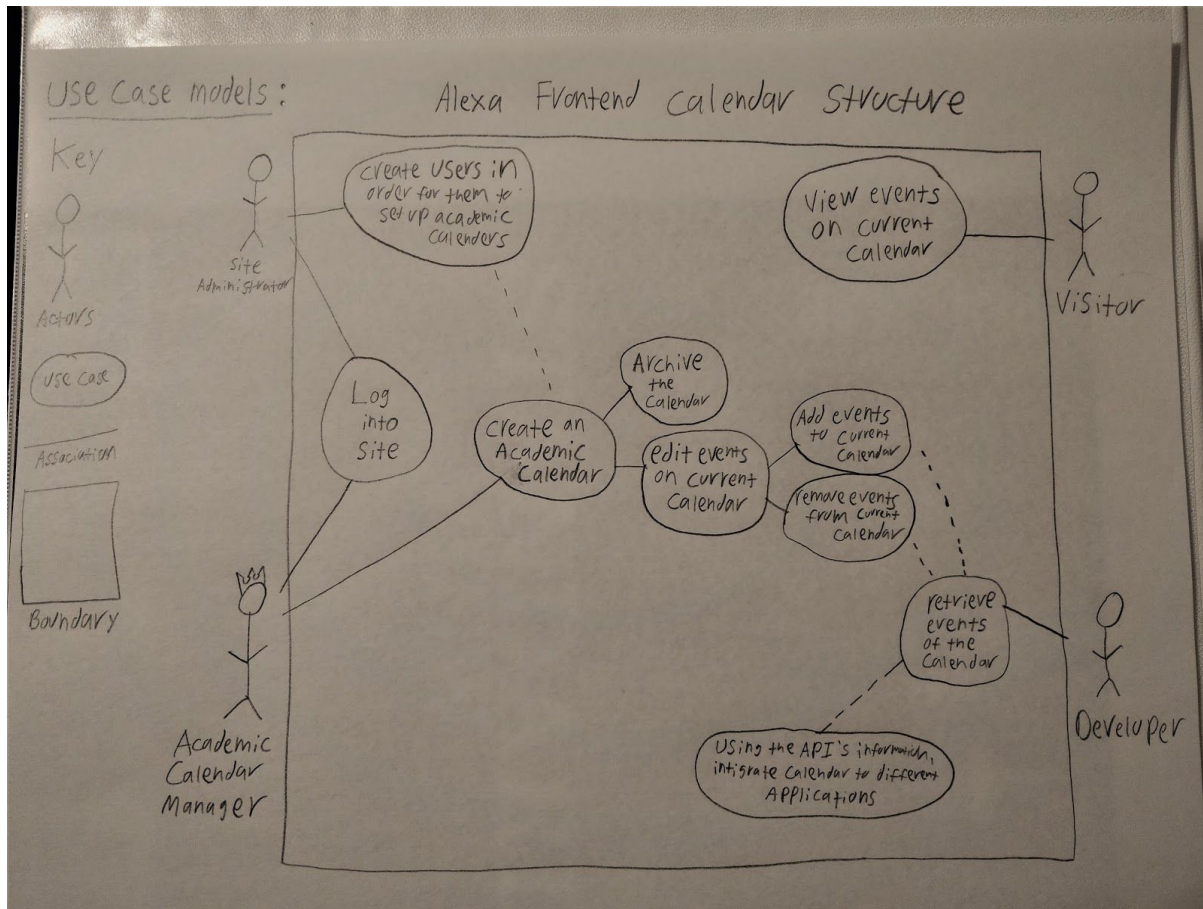 Use Case models:
Alexa Frontend Calendar Structure
Key
Actors
Use Case
Association
Boundary
Site
Administrator
Academic
Calendar
Manager
create users in
order for them to
set up academic
Calenders
Log
into
site
create an
Academic
Calendar
Archive
the
Calendar
edit events
on current
Calendar
Add events
to current
Calendar
remove events
from current
Calendar
View events
on current
Calendar
Visitor
retrieve
events
of the
Calendar
Developer
Using the API's information,
intigrate Calendar to different
Applications